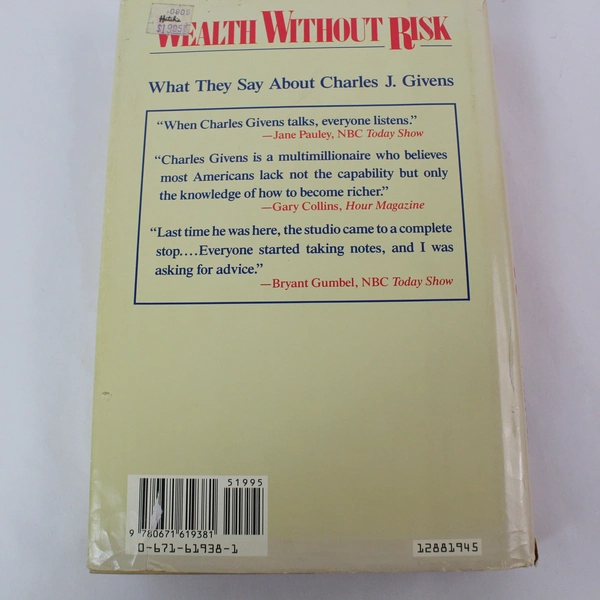 Hatchs
WEALTH WITHOUT RISK
What They Say About Charles J. Givens
“When Charles Givens talks, everyone listens.”
—Jane Pauley, NBC Today Show
“Charles Givens is a multimillionaire who believes
most Americans lack not the capability but only
the knowledge of how to become richer.”
—Gary Collins, Hour Magazine
“Last time he was here, the studio came to a complete
stop....Everyone started taking notes, and I was
asking for advice.”
—Bryant Gumbel, NBC Today Show
51995
9 780671 619381
0-671-61938-1
12881945